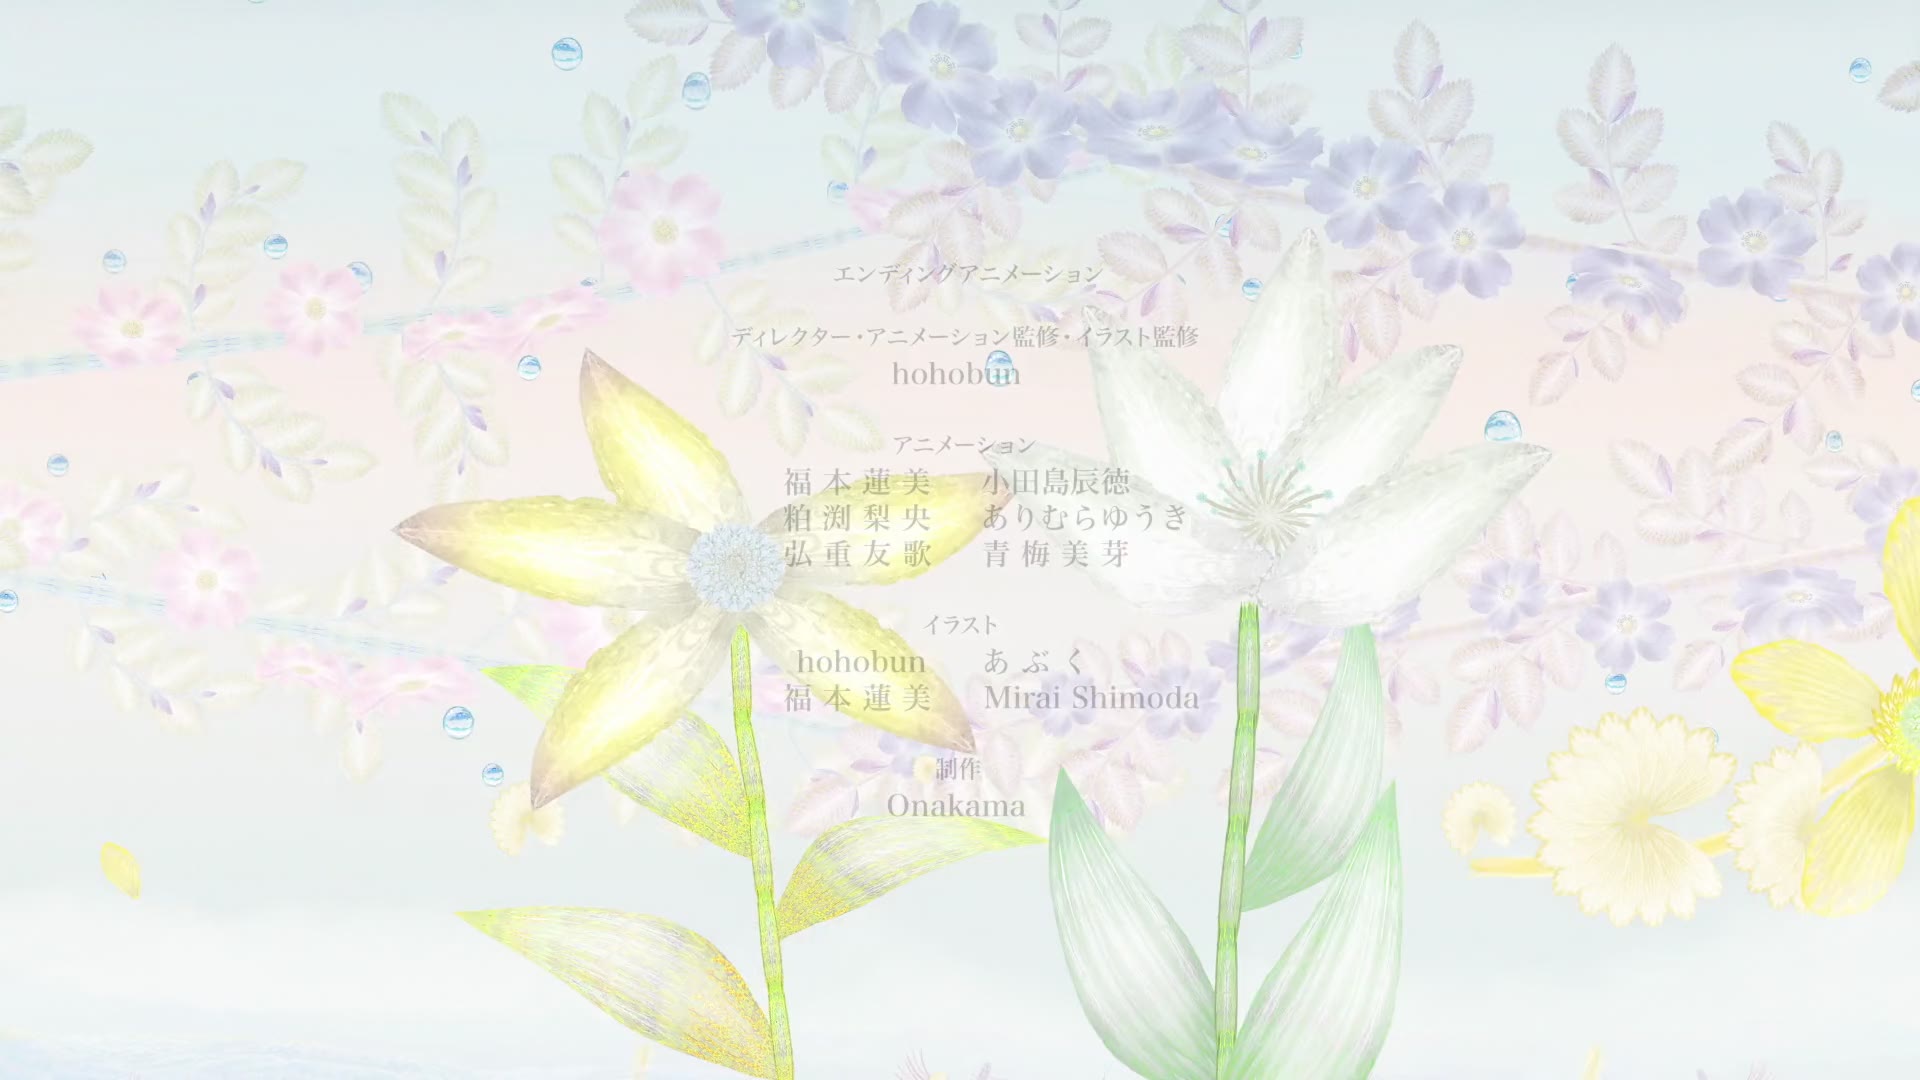 エンディングアニメーション
ディレクター・アニメーション監修・イラスト監修
hohobun
アニメーション
福本蓮美 小田島辰徳
粕渕梨央 ありむらゆうき
弘重友歌 青梅美芽
イラスト
hohobun あぶく
福本蓮美 Mirai Shimoda
制作
Onakama